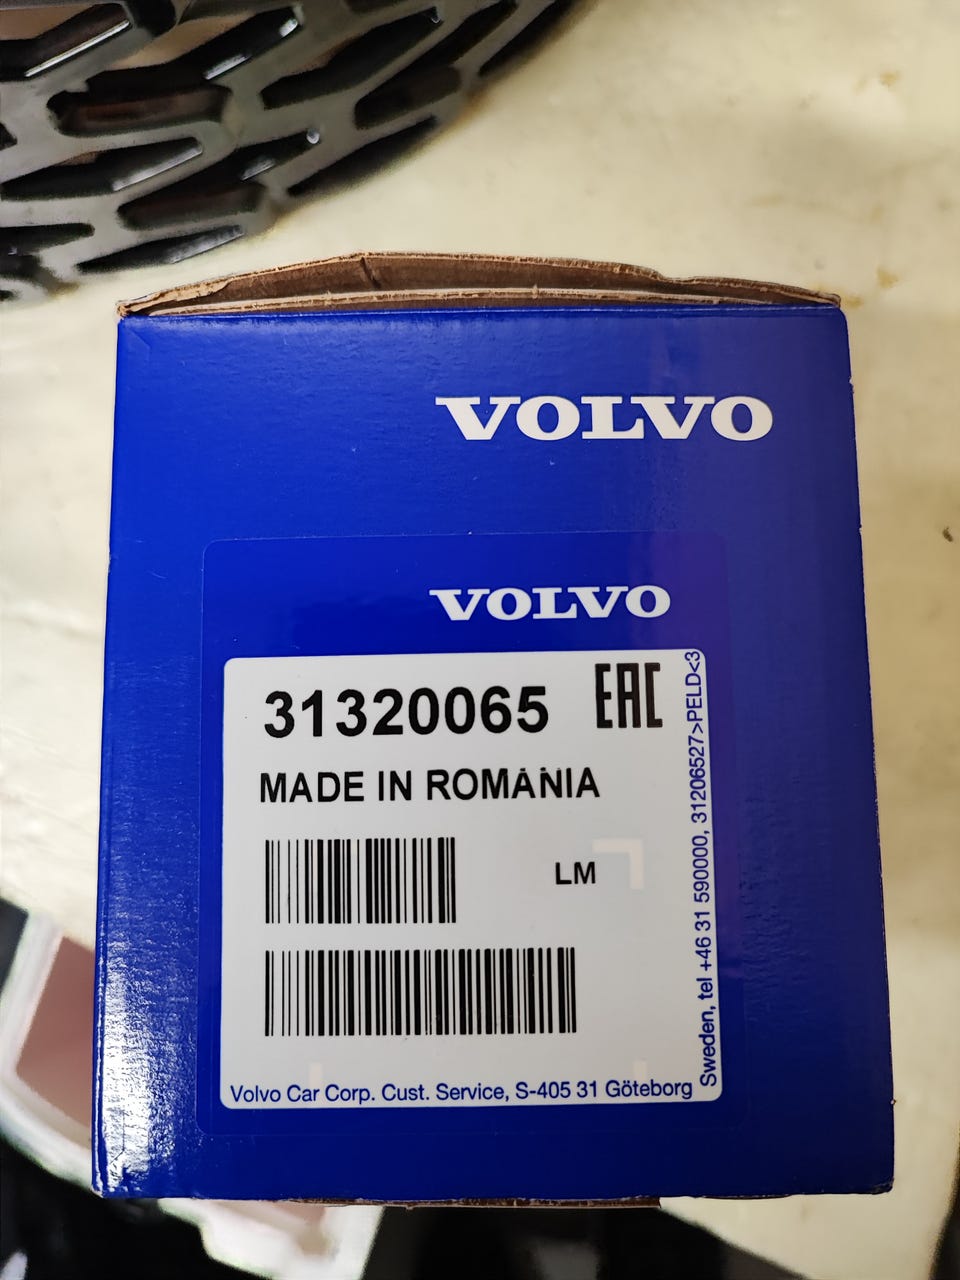 VOLVO
VOLVO
31320065
EAC
MADE IN ROMANIA
LM
Volvo Car Corp. Cust. Service, S-405 31 Göteborg
Sweden, tel +46 31 590000, 31206527>PELD<3